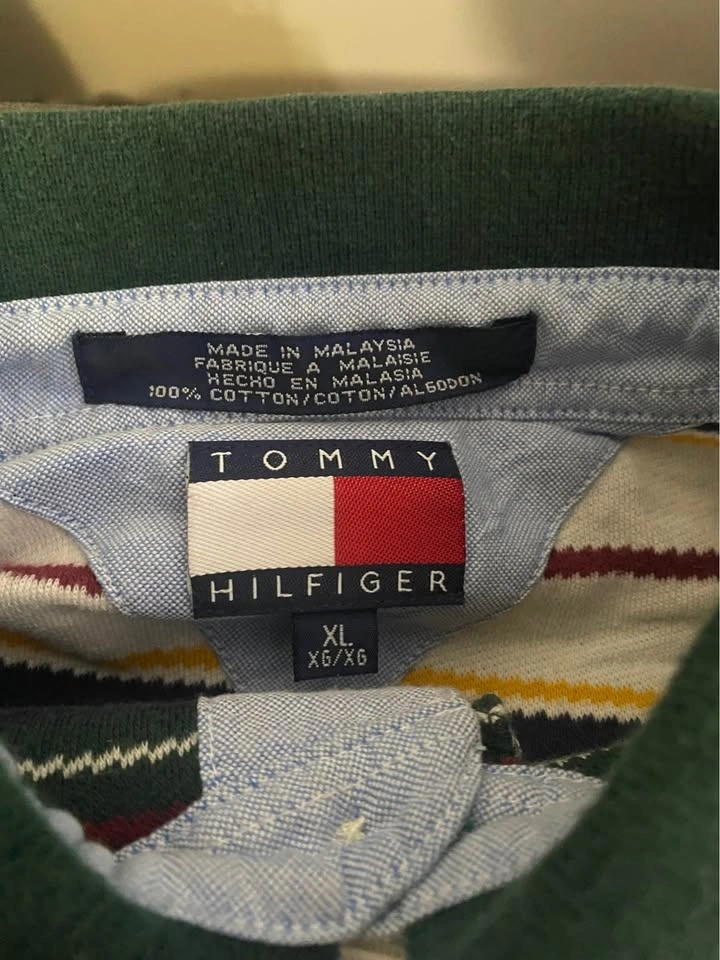 MADE IN MALAYSIA
FABRIQUE A MALAISIE
HECHO EN MALASIA
100% COTTON/COTON/ALGODON
TOMMY
HILFIGER
XL
XG/XG